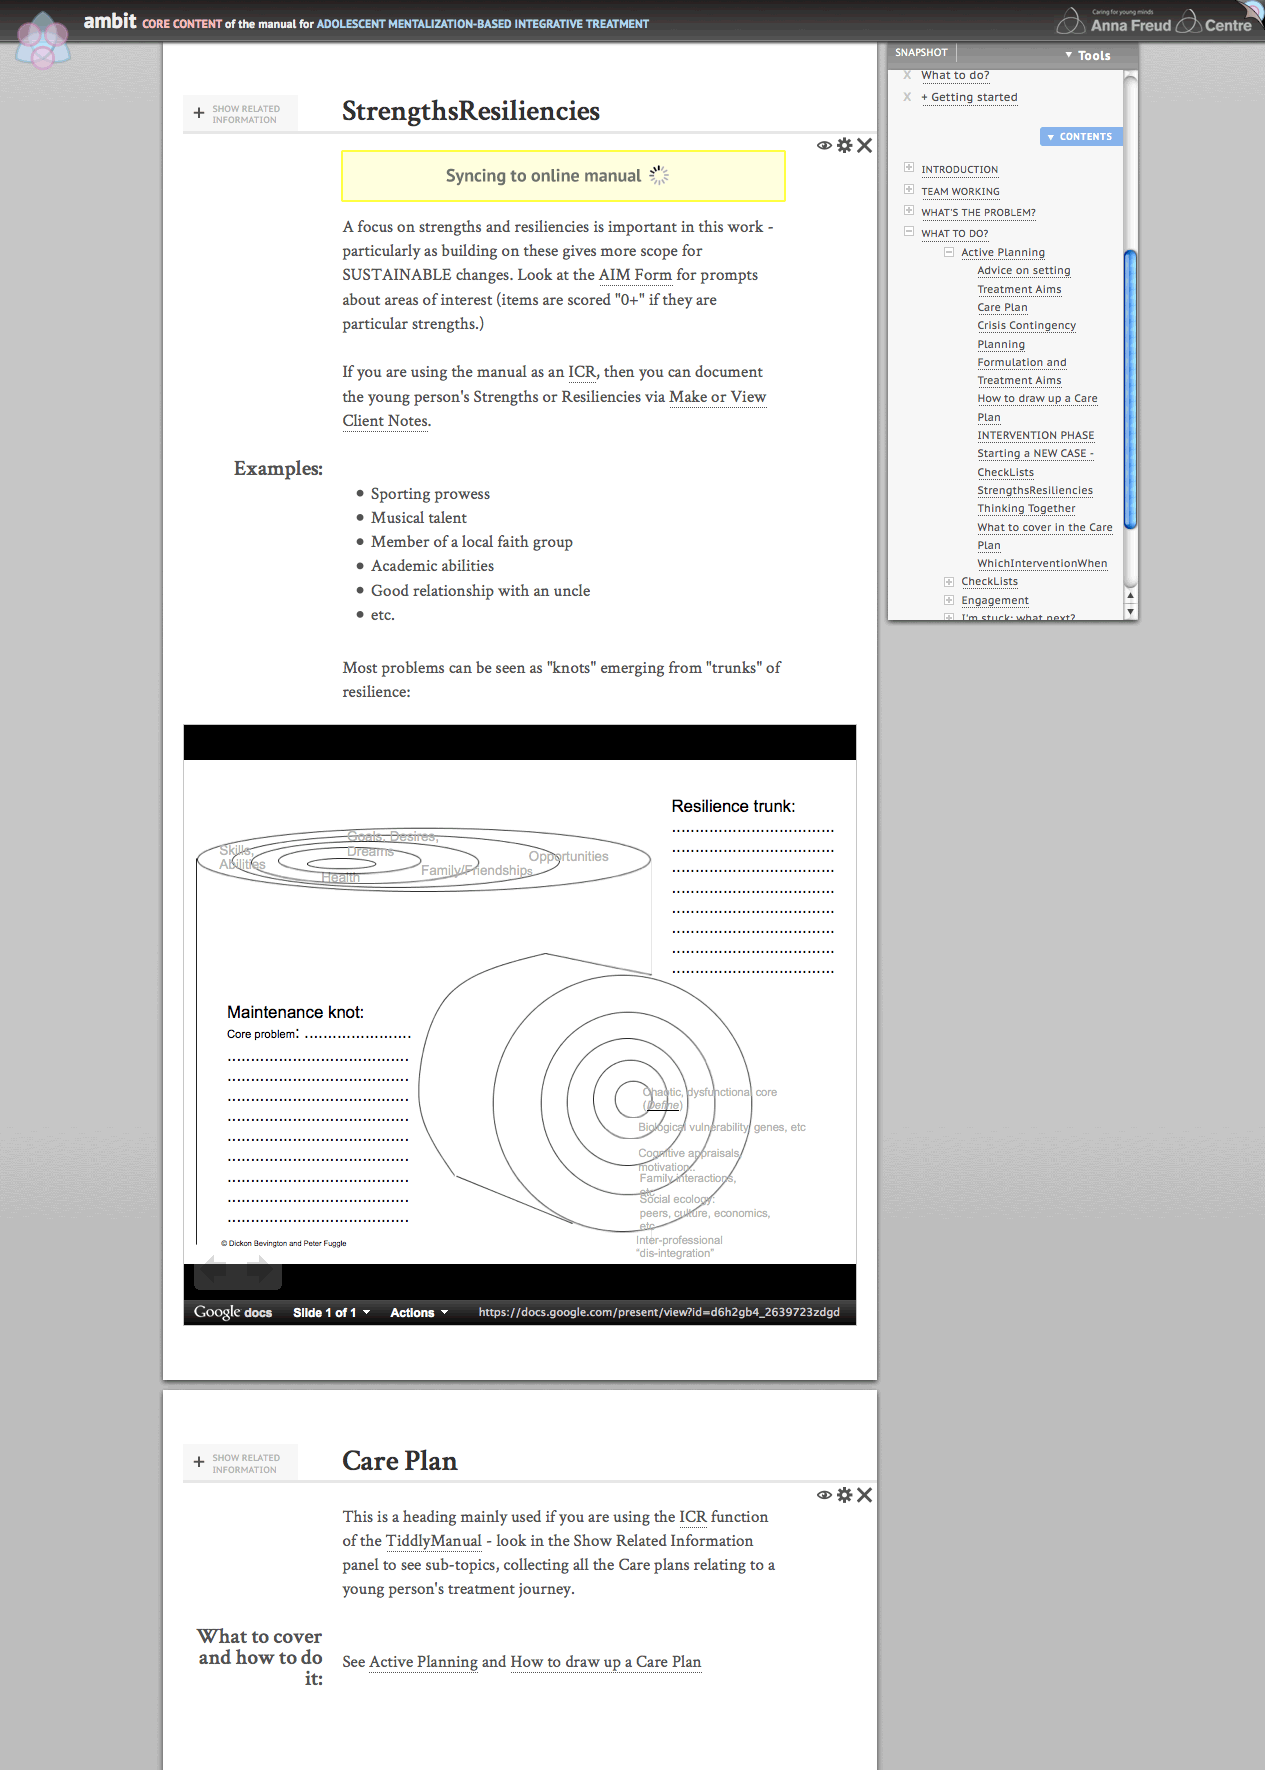 ambit CORE CONTENT of the manual for ADOLESCENT MENTALIZATION-BASED INTEGRATIVE TREATMENT
Caring for young minds
Anna Freud Centre
SNAPSHOT
Tools
X What to do?
X + Getting started
CONTENTS
INTRODUCTION
TEAM WORKING
WHAT'S THE PROBLEM?
WHAT TO DO?
Active Planning
Advice on setting
Treatment Aims
Care Plan
Crisis Contingency
Planning
Formulation and
Treatment Aims
How to draw up a Care
Plan
INTERVENTION PHASE
Starting a NEW CASE -
CheckLists
StrengthsResiliencies
Thinking Together
What to cover in the Care
Plan
WhichInterventionWhen
CheckLists
Engagement
I'm stuck: what next?
+ SHOW RELATED
INFORMATION
StrengthsResiliencies
Syncing to online manual
A focus on strengths and resiliencies is important in this work -
particularly as building on these gives more scope for
SUSTAINABLE changes. Look at the AIM Form for prompts
about areas of interest (items are scored "0+" if they are
particular strengths.)
If you are using the manual as an ICR, then you can document
the young person's Strengths or Resiliencies via Make or View
Client Notes.
Examples:
• Sporting prowess
• Musical talent
• Member of a local faith group
• Academic abilities
• Good relationship with an uncle
• etc.
Most problems can be seen as "knots" emerging from "trunks" of
resilience:
Resilience trunk:
Skills,
Abilities
Goals, Desires,
Dreams
Health
Family/Friendships
Opportunities
Maintenance knot:
Core problem: ........................
Chaotic, dysfunctional core
(Define)
Biological vulnerability, genes, etc
Cognitive appraisals
motivation..
Family interactions,
etc
Social ecology:
peers, culture, economics,
etc
Inter-professional
“dis-integration”
© Dickon Bevington and Peter Fuggle
Google docs
Slide 1 of 1
Actions
https://docs.google.com/present/view?id=d6h2gb4_2639723zdgd
+ SHOW RELATED
INFORMATION
Care Plan
This is a heading mainly used if you are using the ICR function
of the TiddlyManual - look in the Show Related Information
panel to see sub-topics, collecting all the Care plans relating to a
young person's treatment journey.
What to cover
and how to do
it:
See Active Planning and How to draw up a Care Plan